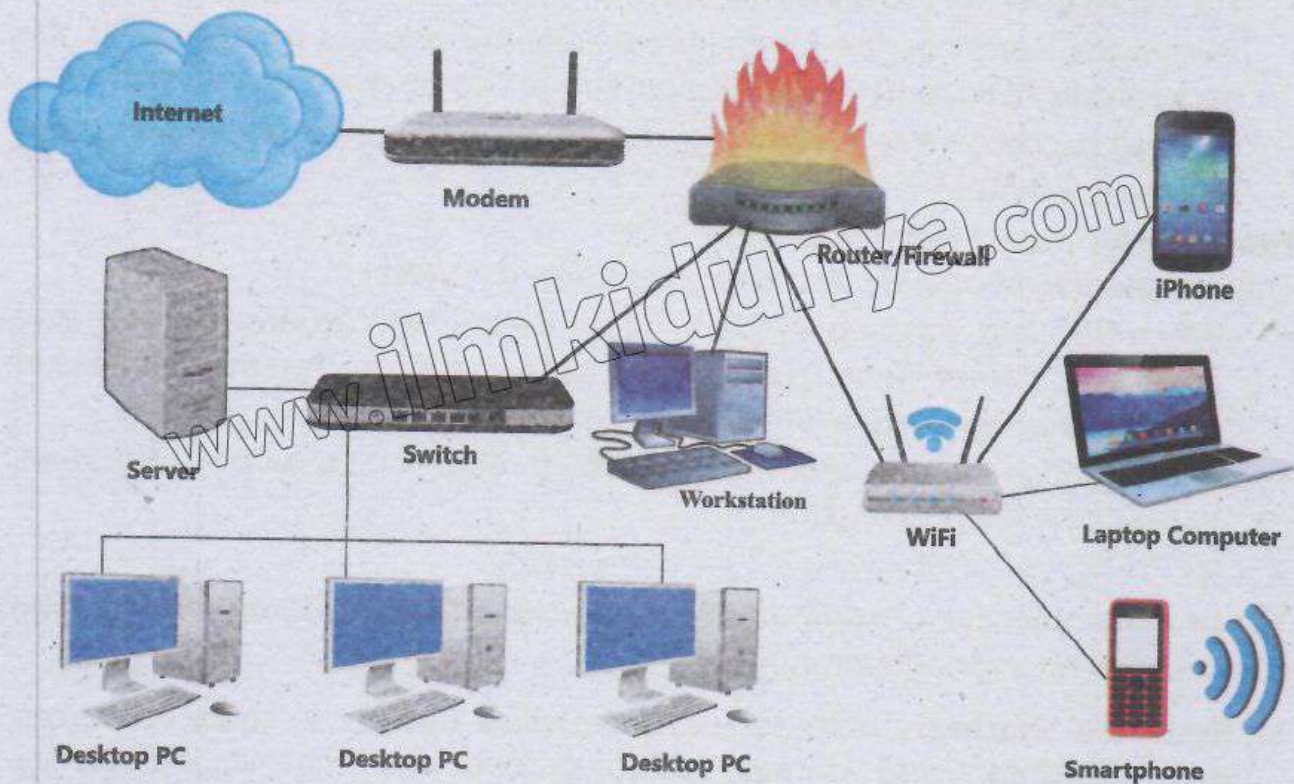 Internet
Modem
Router/Firewall
iPhone
Server
Switch
Workstation
WiFi
Laptop Computer
Desktop PC
Desktop PC
Desktop PC
Smartphone
www.ilmkidunya.com